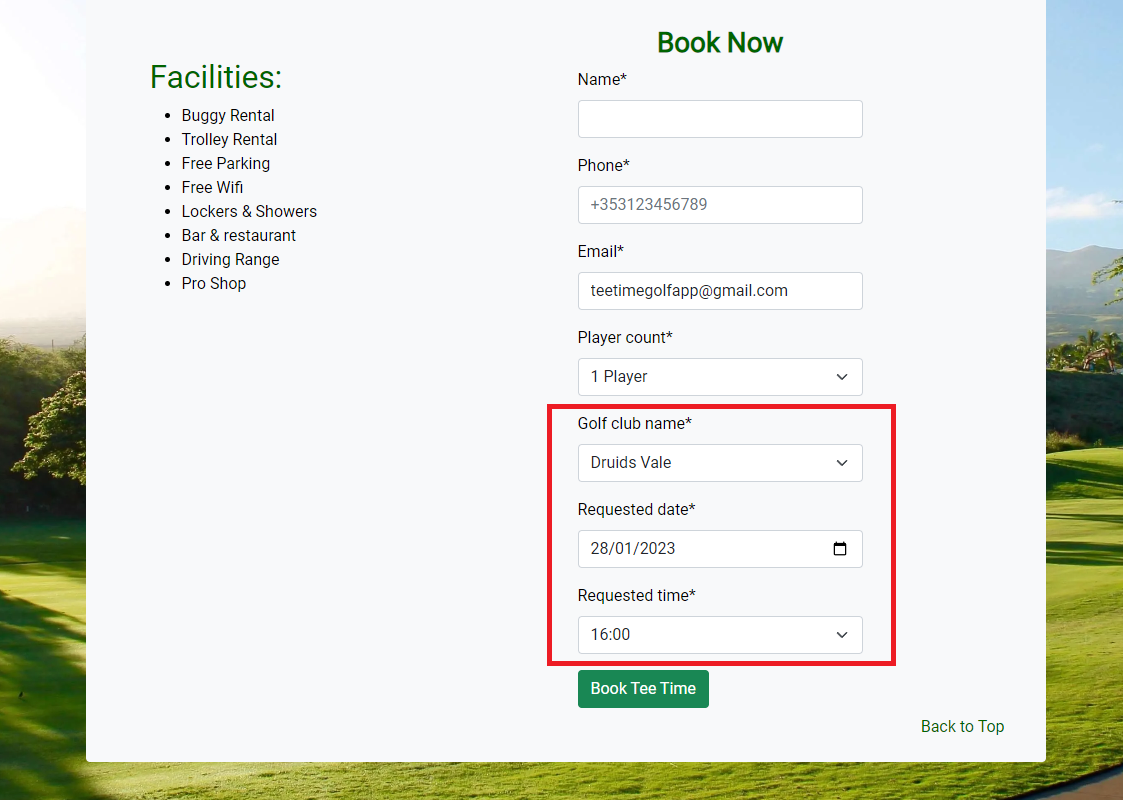 Facilities:
Buggy Rental
Trolley Rental
Free Parking
Free Wifi
Lockers & Showers
Bar & restaurant
Driving Range
Pro Shop
Book Now
Name*
Phone*
+353123456789
Email*
teetimegolfapp@gmail.com
Player count*
1 Player
Golf club name*
Druids Vale
Requested date*
28/01/2023
Requested time*
16:00
Book Tee Time
Back to Top